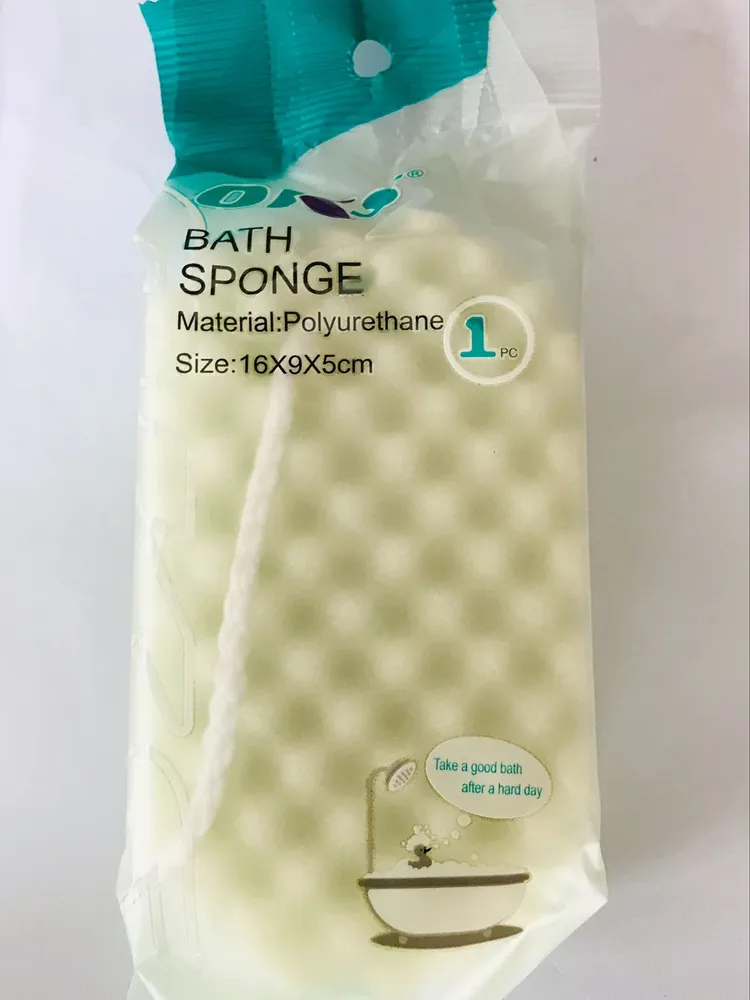 ®
BATH
SPONGE
Material:Polyurethane
Size:16X9X5cm
1 PC
Take a good bath
after a hard day